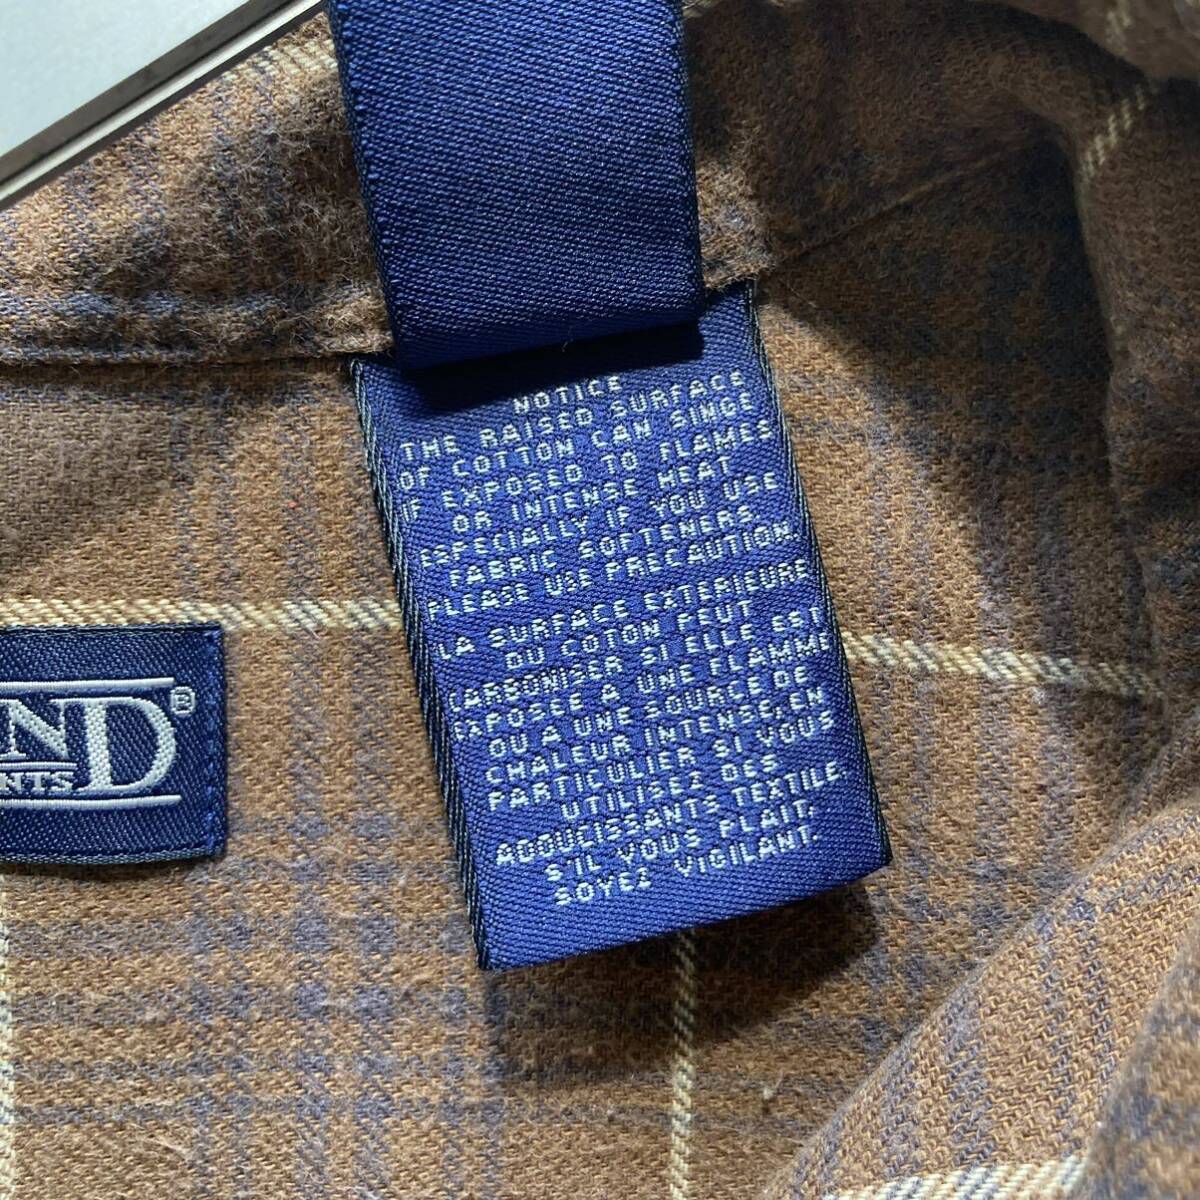 NOTICE
THE RAISED SURFACE
OF COTTON CAN SINGE
IF EXPOSED TO FLAMES
OR INTENSE HEAT
ESPECIALLY IF YOU USE
FABRIC SOFTENERS.
PLEASE USE PRECAUTION.
LA SURFACE EXTERIEURE
DU COTON PEUT
CARBONISER SI ELLE EST
EXPOSEE A UNE FLAMME
OU A UNE SOURCE DE
CHALEUR INTENSE, EN
PARTICULIER SI VOUS
UTILISEZ DES
ADOUCISSANTS TEXTILE.
S'IL VOUS PLAIT,
SOYEZ VIGILANT.
ND®
NTS